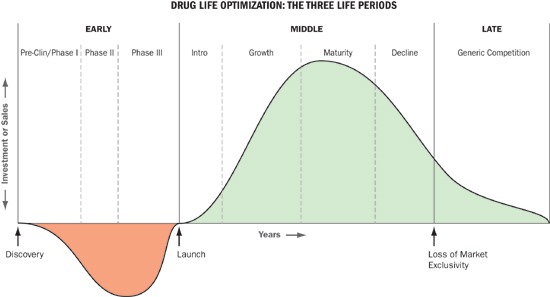 DRUG LIFE OPTIMIZATION: THE THREE LIFE PERIODS
EARLY
MIDDLE
LATE
Pre-Clin/Phase I
Phase II
Phase III
Intro
Growth
Maturity
Decline
Generic Competition
Investment or Sales
Years
Discovery
Launch
Loss of Market
Exclusivity